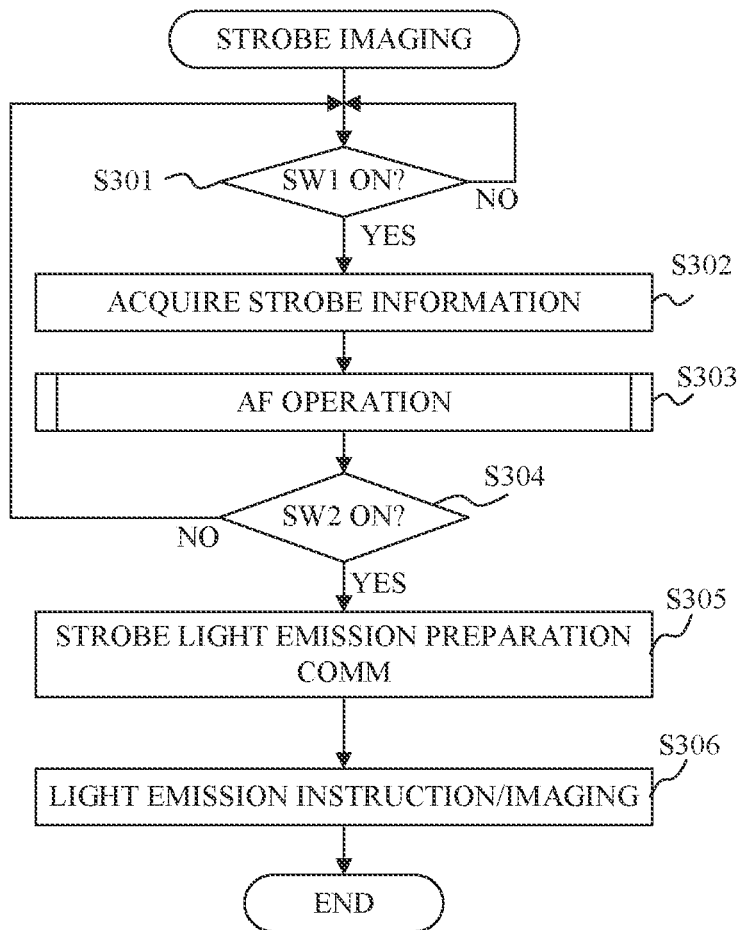 STROBE IMAGING
S301
SW1 ON?
NO
YES
S302
ACQUIRE STROBE INFORMATION
S303
AF OPERATION
S304
SW2 ON?
NO
YES
S305
STROBE LIGHT EMISSION PREPARATION
COMM
S306
LIGHT EMISSION INSTRUCTION/IMAGING
END